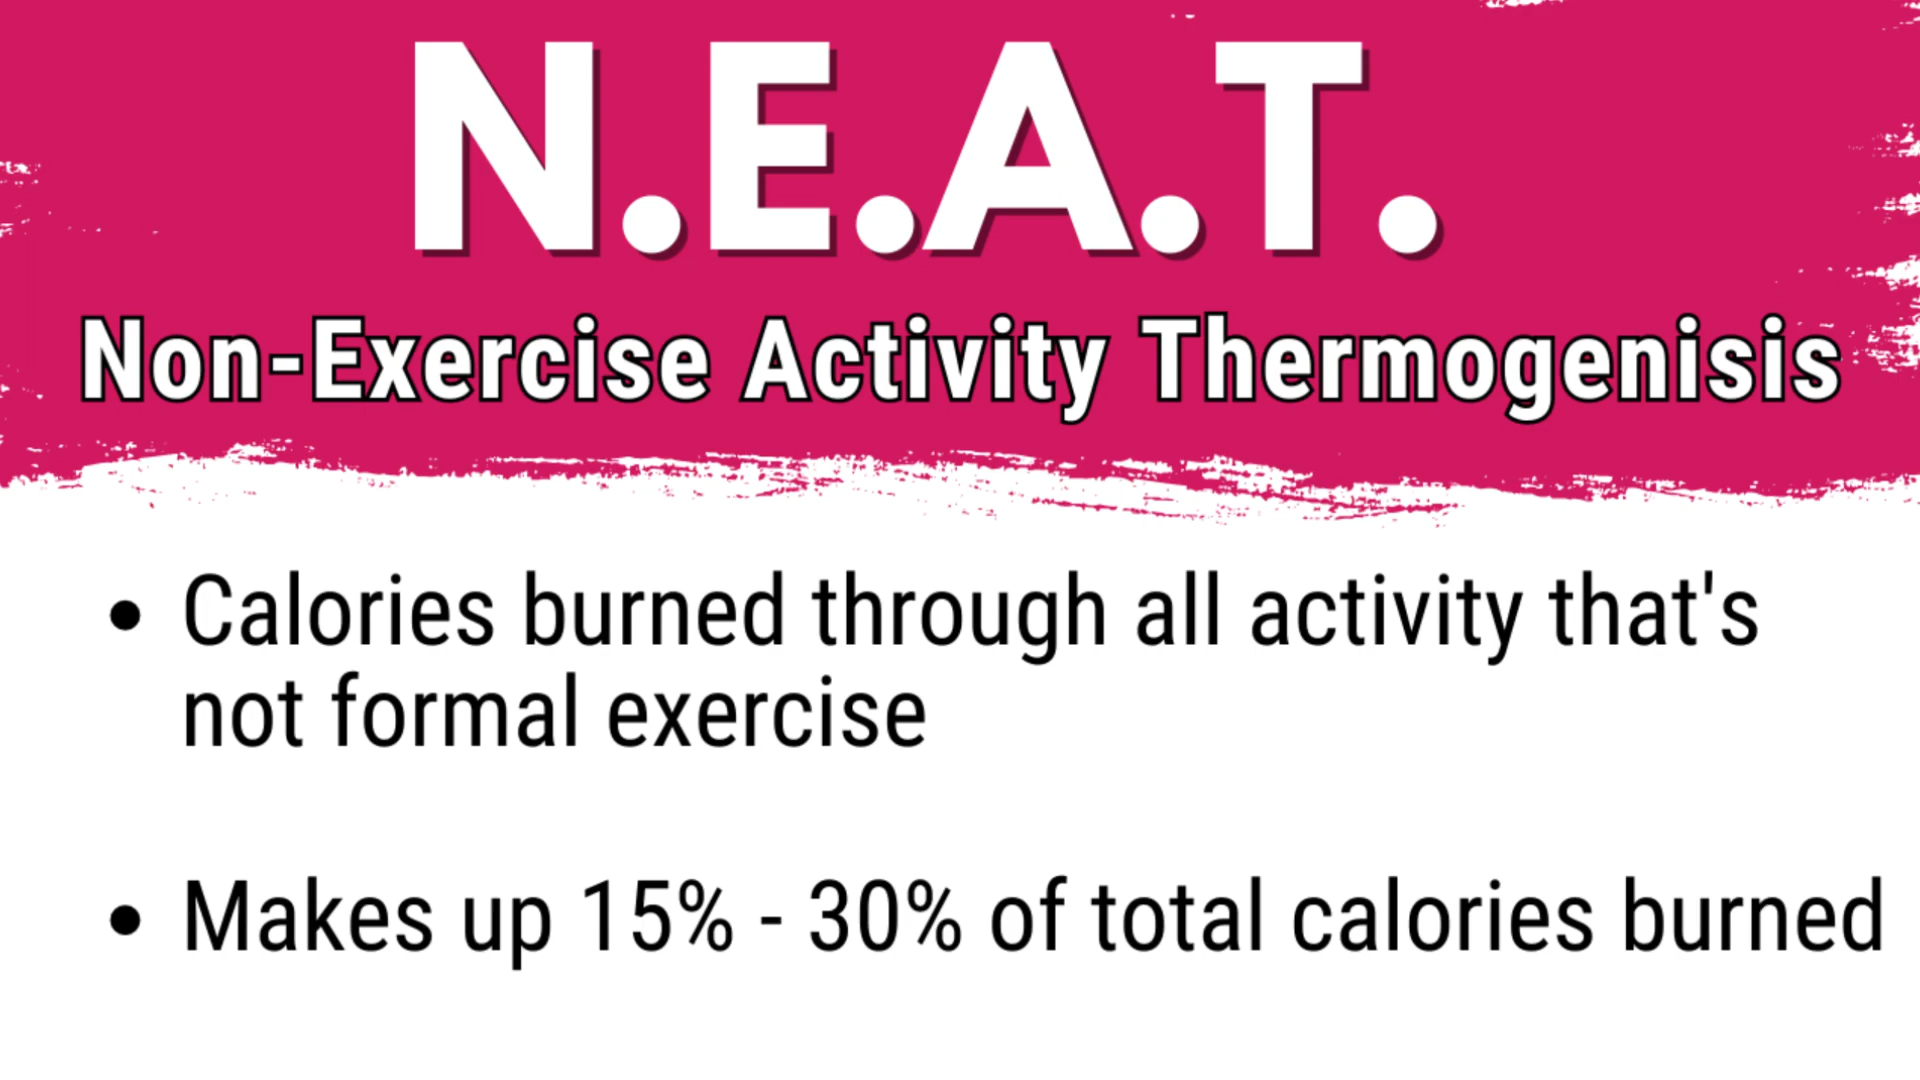 N.E.A.T.
Non-Exercise Activity Thermogenisis
• Calories burned through all activity that's
not formal exercise
• Makes up 15% - 30% of total calories burned